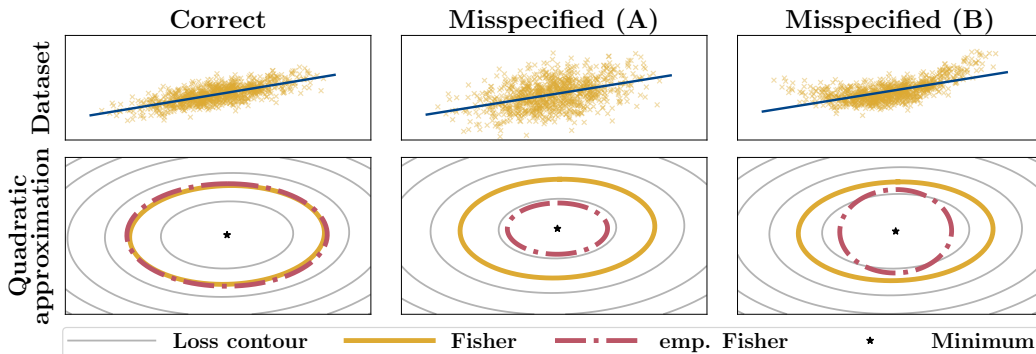 Correct
Misspecified (A)
Misspecified (B)
Dataset
Quadratic
approximation
Loss contour
Fisher
emp. Fisher
Minimum